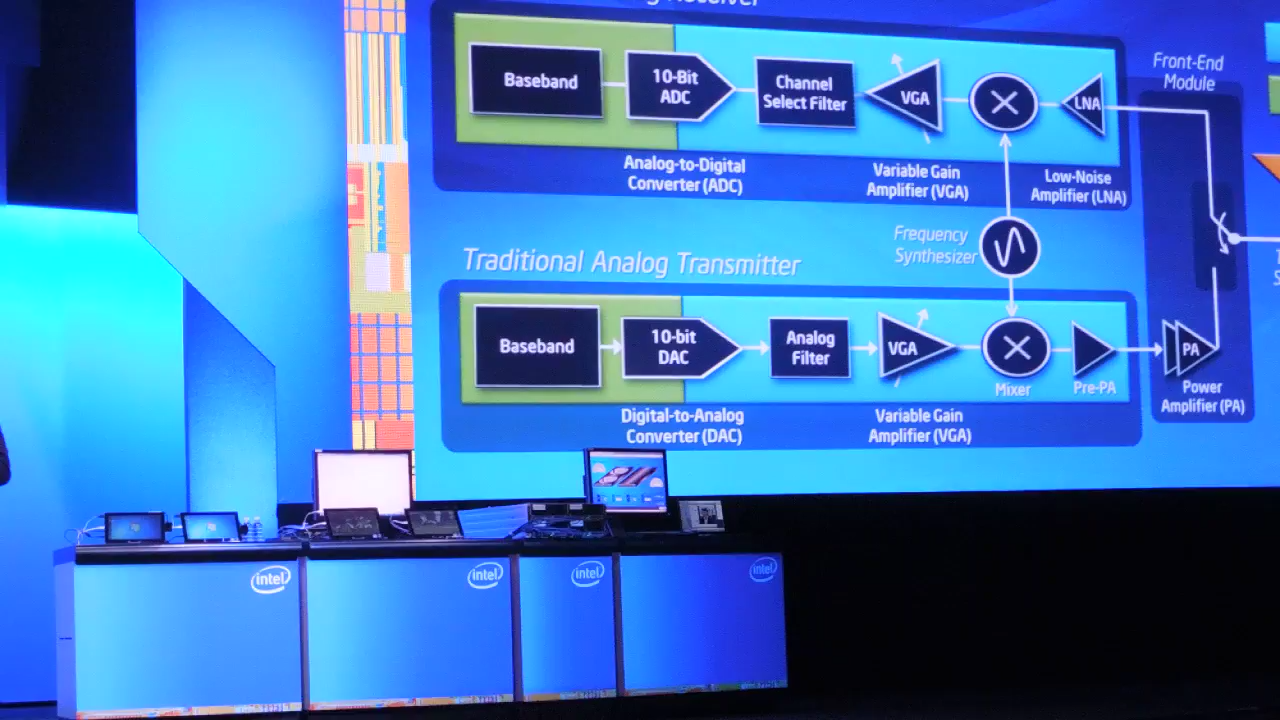 Receiver
Baseband
10-Bit
ADC
Channel
Select Filter
VGA
LNA
Front-End
Module
Analog-to-Digital
Converter (ADC)
Variable Gain
Amplifier (VGA)
Low-Noise
Amplifier (LNA)
Frequency
Synthesizer
Traditional Analog Transmitter
Baseband
10-bit
DAC
Analog
Filter
VGA
Mixer
Pre-PA
PA
Power
Amplifier (PA)
Digital-to-Analog
Converter (DAC)
Variable Gain
Amplifier (VGA)
intel
intel
intel
intel